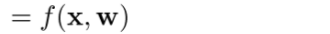 = f(x, w)